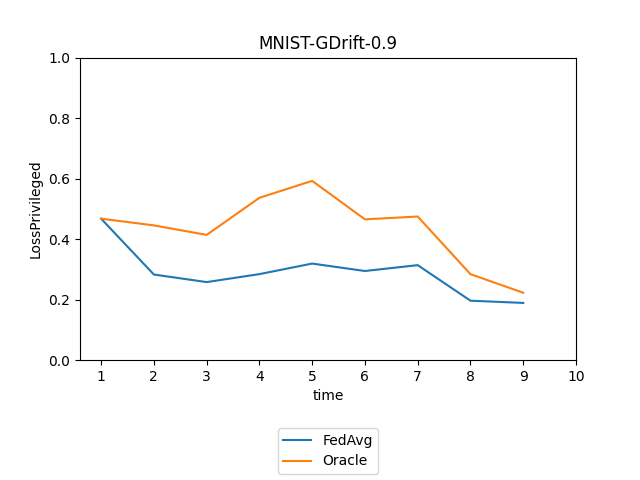 MNIST-GDrift-0.9
LossPrivileged
1.0
0.8
0.6
0.4
0.2
0.0
1 2 3 4 5 6 7 8 9 10
time
FedAvg
Oracle